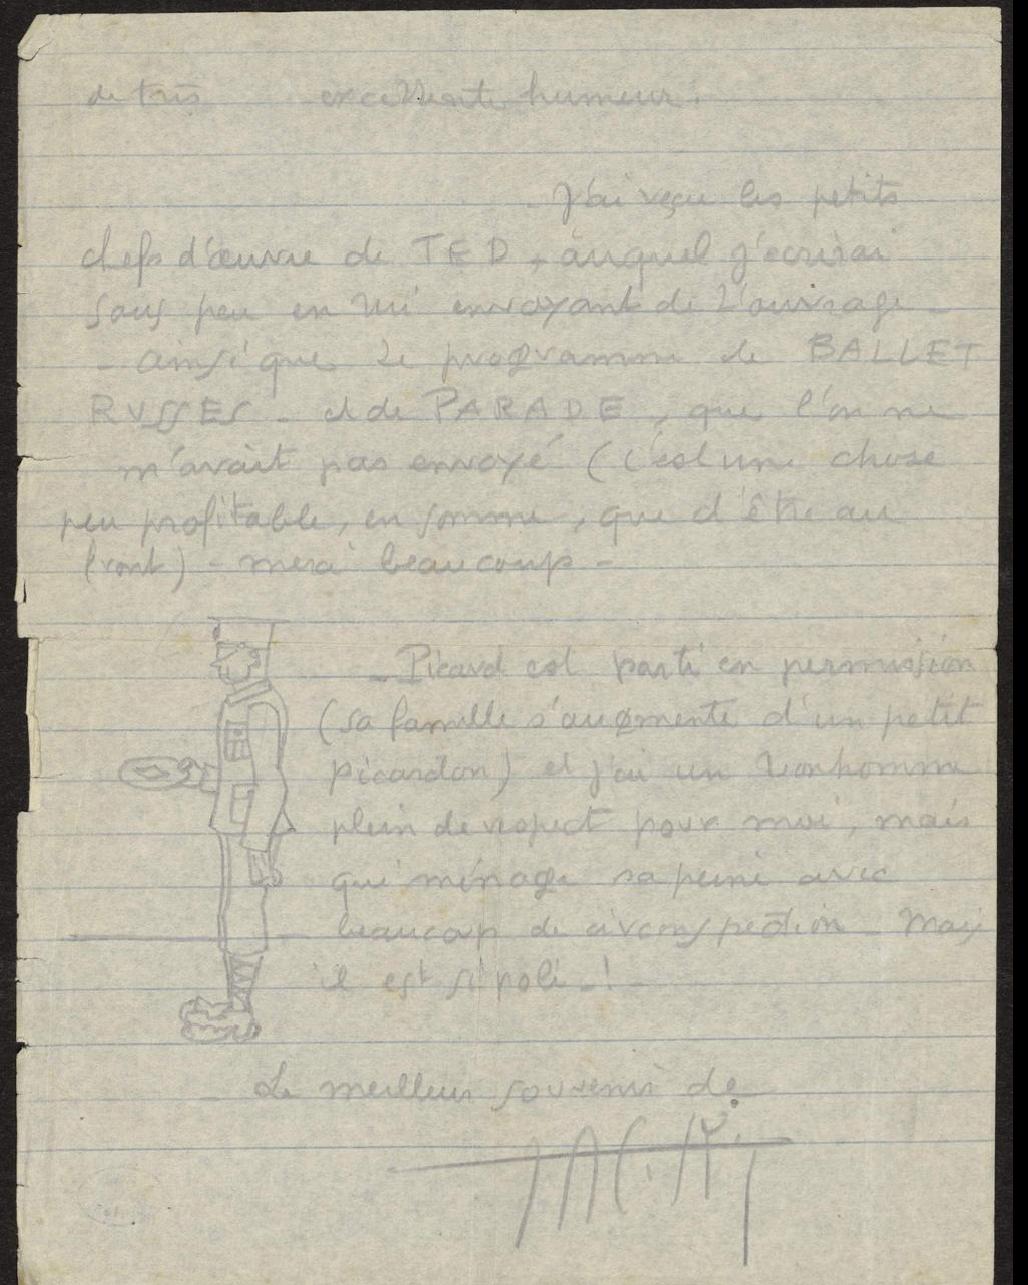 de très excellente humeur.
J'ai reçu les petits
chefs d'œuvre de TED, auquel j'écrirai
sous peu en lui envoyant de l'ouvrage -
- ainsi que le programme de BALLET
RUSSES - et de PARADE, que l'on ne
m'avait pas envoyé (c'est une chose
peu profitable, en somme, que d'être au
front) - merci beaucoup -
- Picard est parti en permission
(sa famille s'augmente d'un petit
picardon) et j'ai un bonhomme
plein de respect pour moi, mais
qui ménage sa peine avec
beaucoup de circonspection - Mais
il est si poli - ! -
- Le meilleur souvenir de